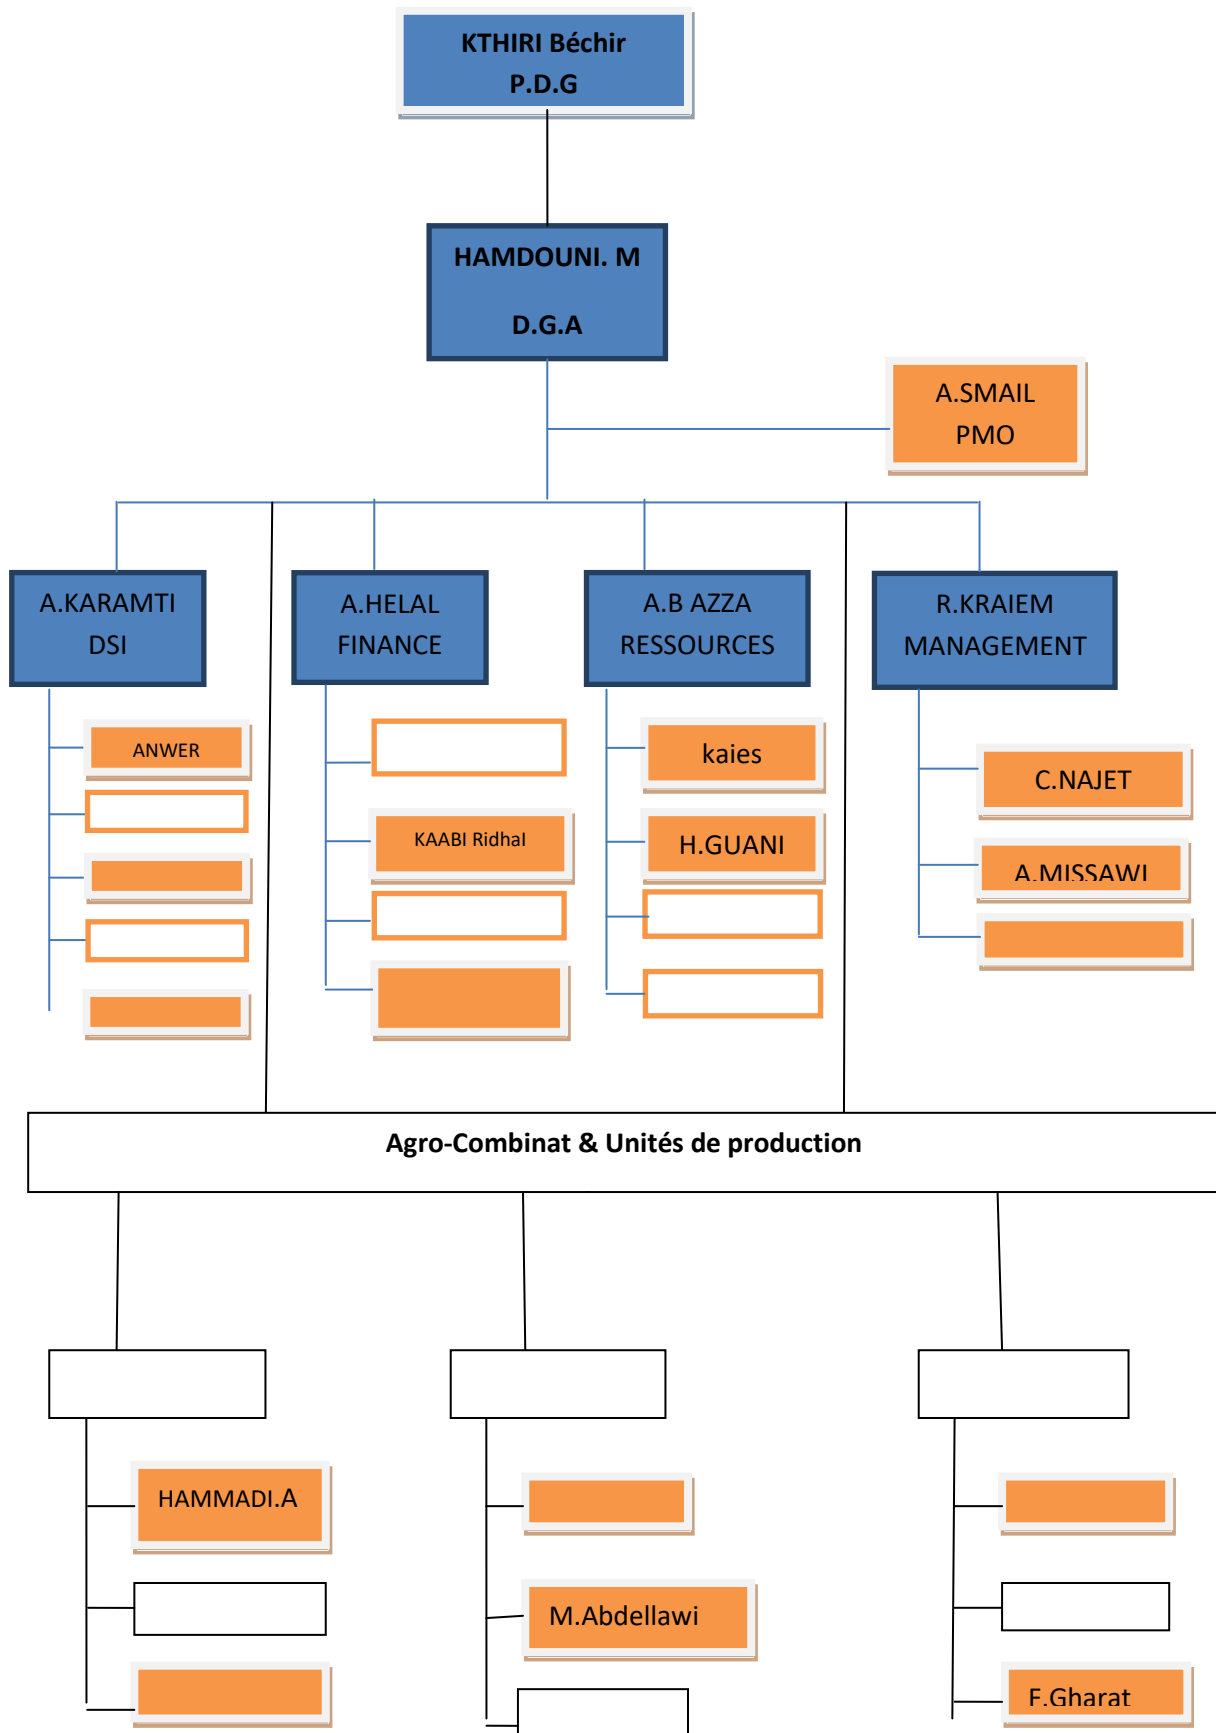 KTHIRI Béchir
P.D.G
HAMDOUNI. M
D.G.A
A.SMAIL
PMO
A.KARAMTI
DSI
A.HELAL
FINANCE
A.B AZZA
RESSOURCES
R.KRAIEM
MANAGEMENT
ANWER
KAABI Ridhal
kaies
H.GUANI
C.NAJET
A.MISSAWI
Agro-Combinat & Unités de production
HAMMADI.A
M.Abdellawi
F.Gharat